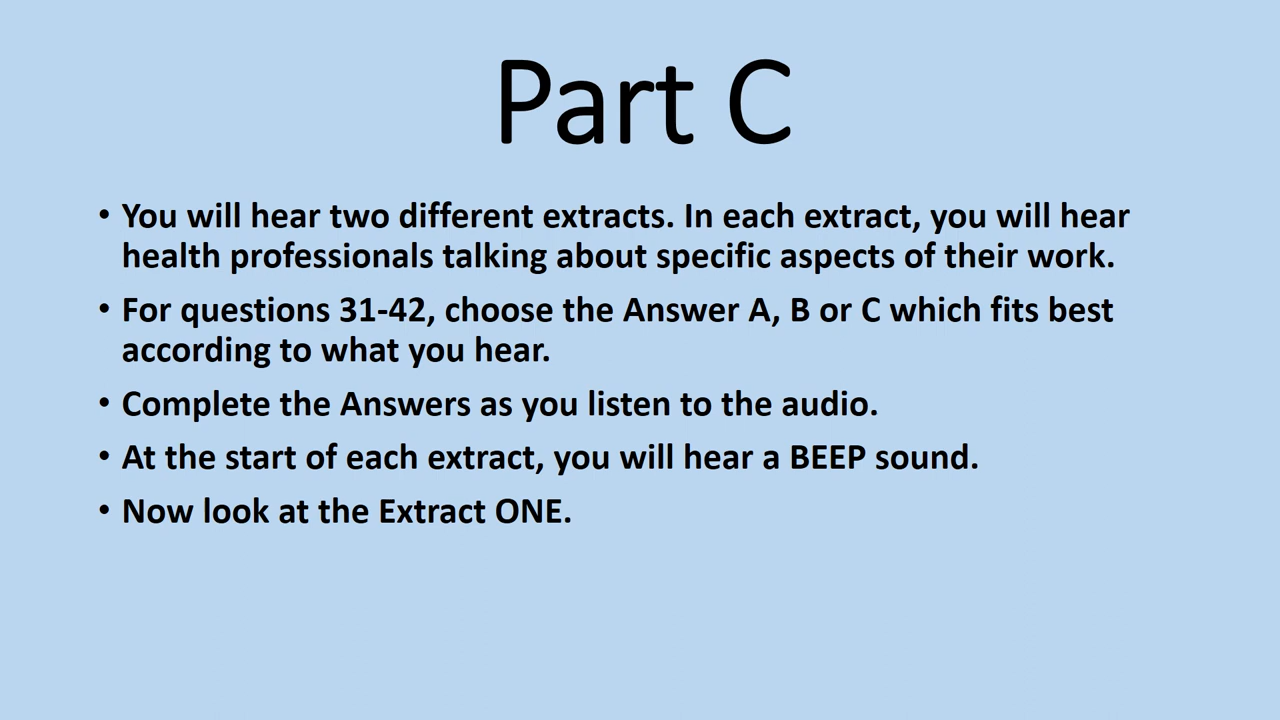 Part C
• You will hear two different extracts. In each extract, you will hear
health professionals talking about specific aspects of their work.
• For questions 31-42, choose the Answer A, B or C which fits best
according to what you hear.
• Complete the Answers as you listen to the audio.
• At the start of each extract, you will hear a BEEP sound.
• Now look at the Extract ONE.